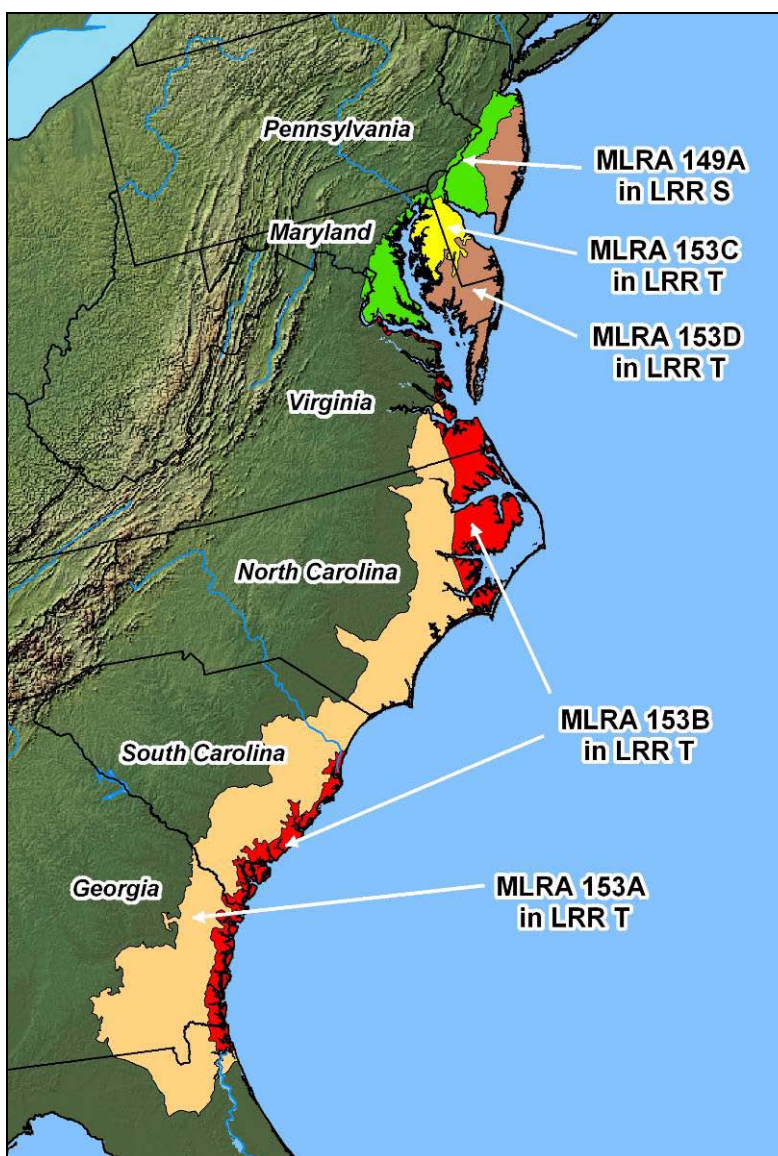 Pennsylvania
MLRA 149A
in LRR S
Maryland
MLRA 153C
in LRR T
MLRA 153D
in LRR T
Virginia
North Carolina
MLRA 153B
in LRR T
South Carolina
Georgia
MLRA 153A
in LRR T